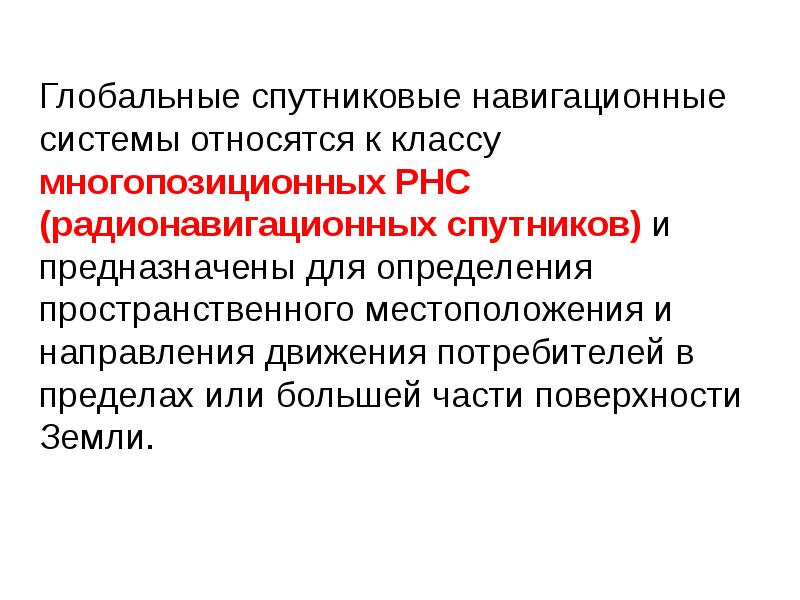 Глобальные спутниковые навигационные
системы относятся к классу
многопозиционных РНС
(радионавигационных спутников) и
предназначены для определения
пространственного местоположения и
направления движения потребителей в
пределах или большей части поверхности
Земли.